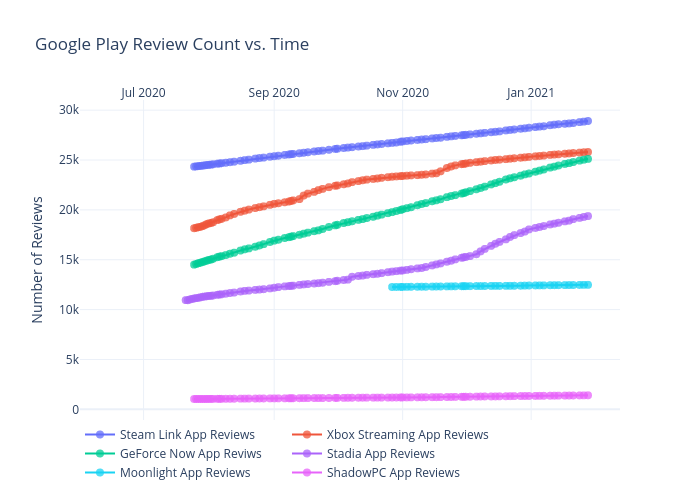 Google Play Review Count vs. Time
Jul 2020 Sep 2020 Nov 2020 Jan 2021
30k
25k
20k
15k
10k
5k
0
Number of Reviews
Steam Link App Reviews Xbox Streaming App Reviews
GeForce Now App Reviws Stadia App Reviews
Moonlight App Reviews ShadowPC App Reviews